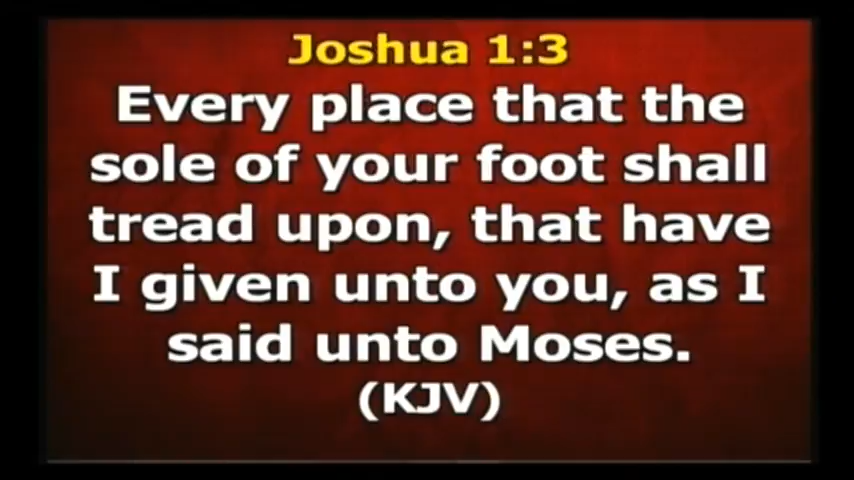 Joshua 1:3
Every place that the
sole of your foot shall
tread upon, that have
I given unto you, as I
said unto Moses.
(KJV)